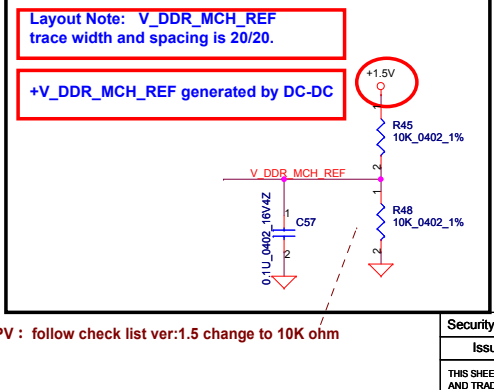 Layout Note: V_DDR_MCH_REF
trace width and spacing is 20/20.
+V_DDR_MCH_REF generated by DC-DC
+1.5V
1
R45
10K_0402_1%
2
V_DDR_MCH_REF
1
R48
10K_0402_1%
2
0.1U_0402_16V4Z
1
C57
2
PV : follow check list ver:1.5 change to 10K ohm
Security
Issu
THIS SHEE
AND TRAD